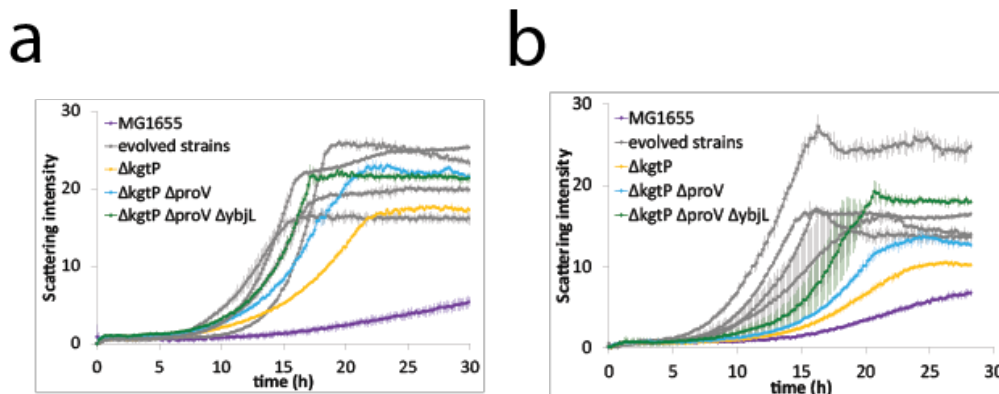 a
b
30
20
10
0
Scattering intensity
MG1655
evolved strains
ΔkgtP
ΔkgtP ΔproV
ΔkgtP ΔproV ΔybjL
0 5 10 15 20 25 30
time (h)
30
20
10
0
Scattering intensity
MG1655
evolved strains
ΔkgtP
ΔkgtP ΔproV
ΔkgtP ΔproV ΔybjL
0 5 10 15 20 25 30
time (h)